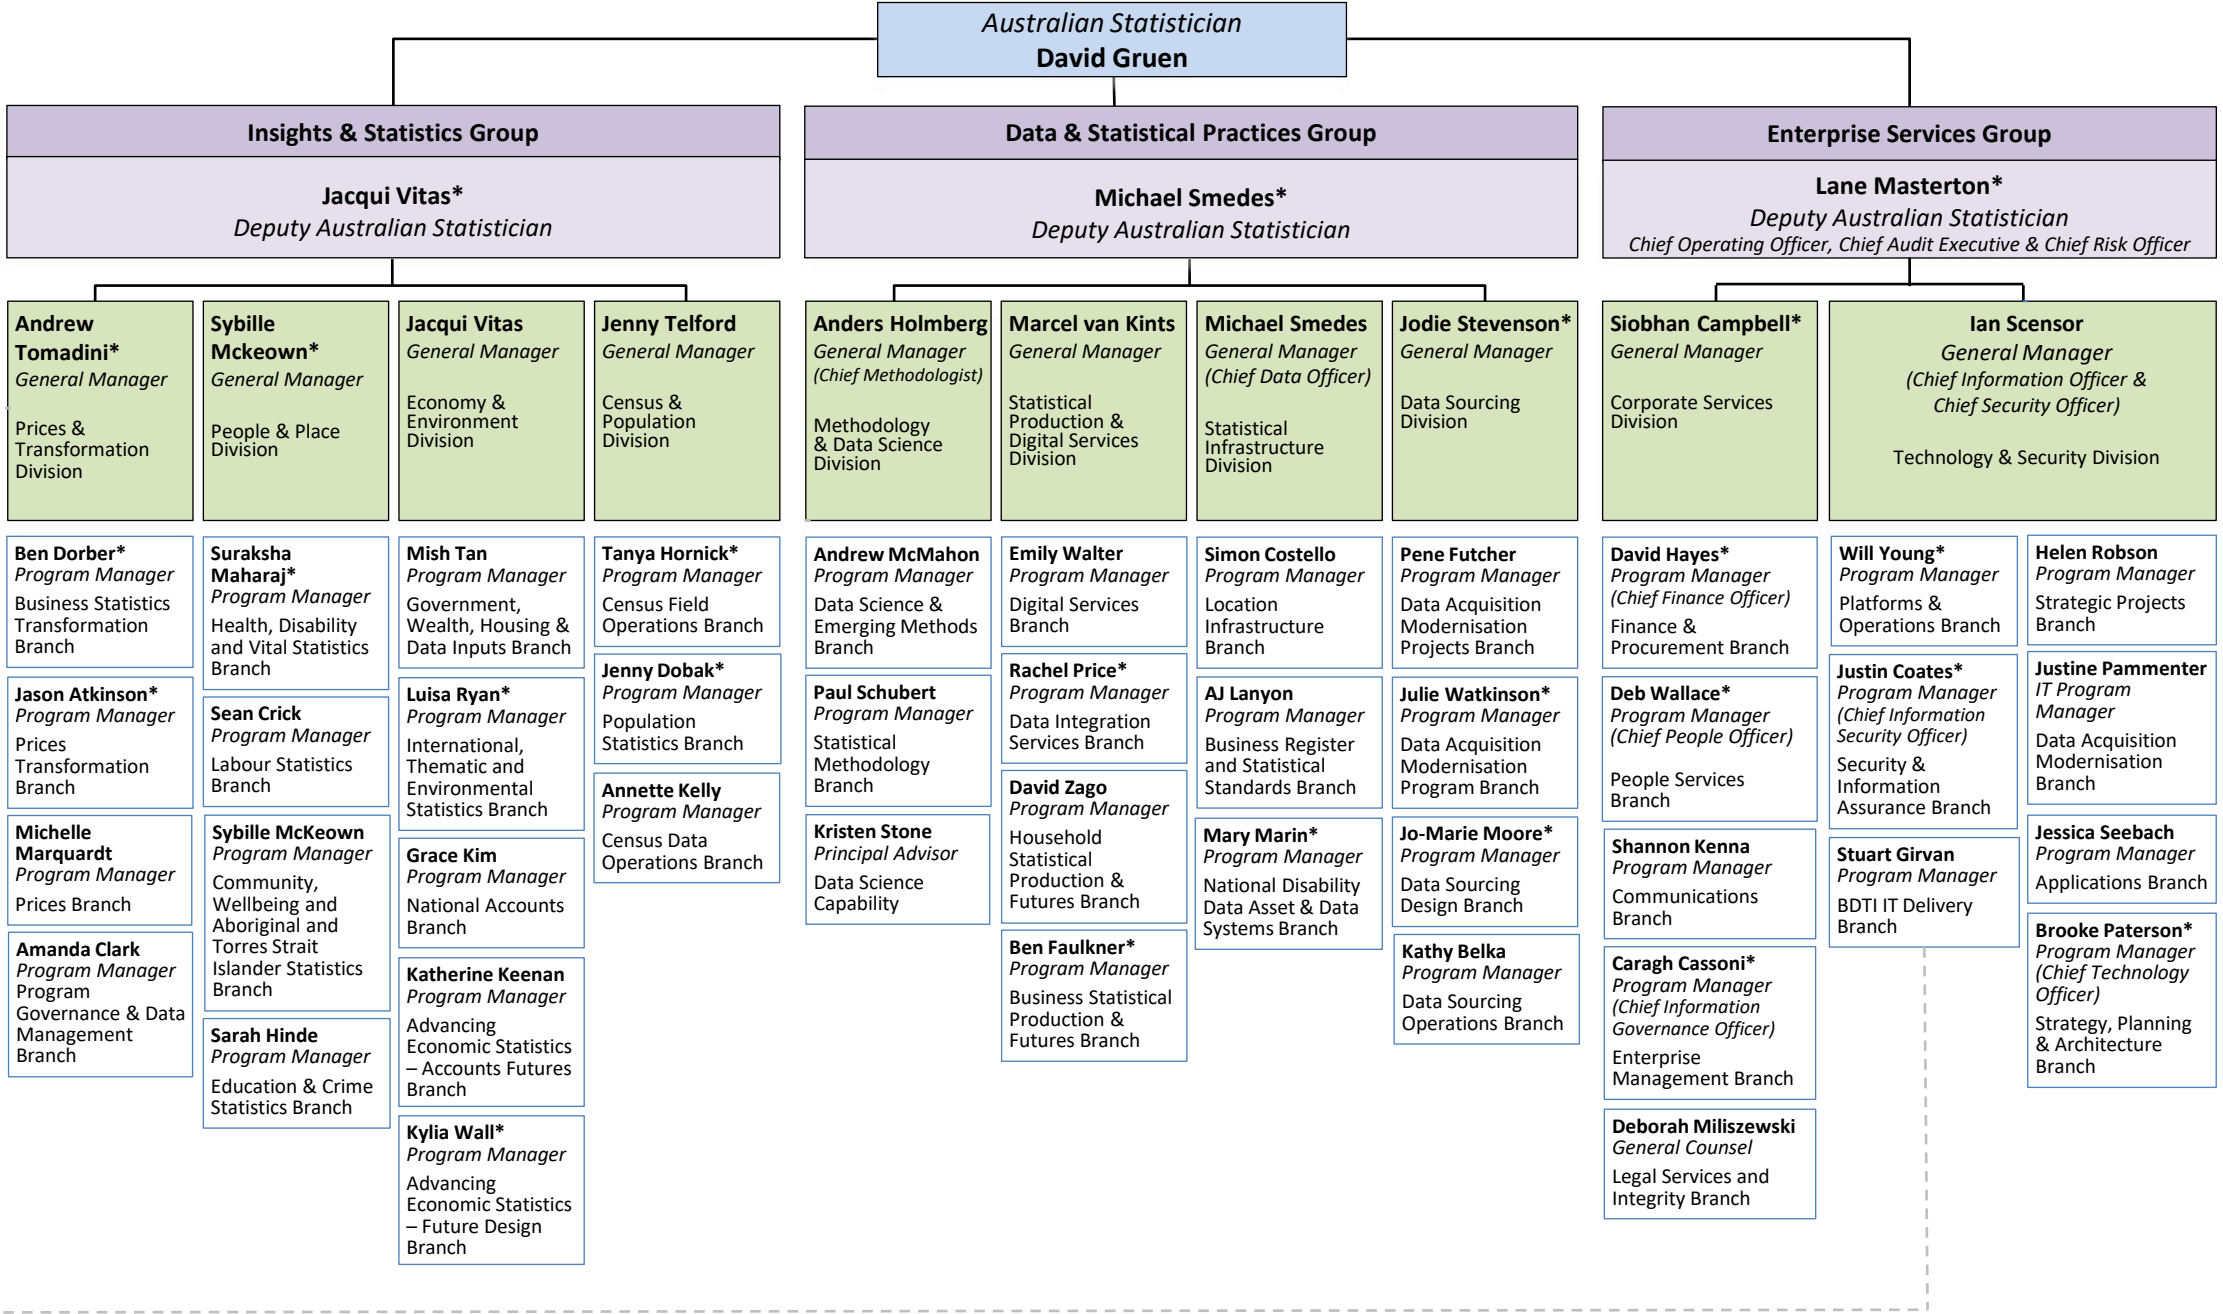 Australian Statistician
David Gruen
Insights & Statistics Group
Jacqui Vitas*
Deputy Australian Statistician
Data & Statistical Practices Group
Michael Smedes*
Deputy Australian Statistician
Enterprise Services Group
Lane Masterton*
Deputy Australian Statistician
Chief Operating Officer, Chief Audit Executive & Chief Risk Officer
Andrew
Tomadini*
General Manager
Prices &
Transformation
Division
Sybille
Mckeown*
General Manager
People & Place
Division
Jacqui Vitas
General Manager
Economy &
Environment
Division
Jenny Telford
General Manager
Census &
Population
Division
Anders Holmberg
General Manager
(Chief Methodologist)
Methodology
& Data Science
Division
Marcel van Kints
General Manager
Statistical
Production &
Digital Services
Division
Michael Smedes
General Manager
(Chief Data Officer)
Statistical
Infrastructure
Division
Jodie Stevenson*
General Manager
Data Sourcing
Division
Siobhan Campbell*
General Manager
Corporate Services
Division
Ian Scensor
General Manager
(Chief Information Officer &
Chief Security Officer)
Technology & Security Division
Ben Dorber*
Program Manager
Business Statistics
Transformation
Branch
Jason Atkinson*
Program Manager
Prices
Transformation
Branch
Michelle
Marquardt
Program Manager
Prices Branch
Amanda Clark
Program Manager
Program
Governance & Data
Management
Branch
Suraksha
Maharaj*
Program Manager
Health, Disability
and Vital Statistics
Branch
Sean Crick
Program Manager
Labour Statistics
Branch
Sybille McKeown
Program Manager
Community,
Wellbeing and
Aboriginal and
Torres Strait
Islander Statistics
Branch
Sarah Hinde
Program Manager
Education & Crime
Statistics Branch
Mish Tan
Program Manager
Government,
Wealth, Housing &
Data Inputs Branch
Luisa Ryan*
Program Manager
International,
Thematic and
Environmental
Statistics Branch
Grace Kim
Program Manager
National Accounts
Branch
Katherine Keenan
Program Manager
Advancing
Economic Statistics
– Accounts Futures
Branch
Kylia Wall*
Program Manager
Advancing
Economic Statistics
– Future Design
Branch
Tanya Hornick*
Program Manager
Census Field
Operations Branch
Jenny Dobak*
Program Manager
Population
Statistics Branch
Annette Kelly
Program Manager
Census Data
Operations Branch
Andrew McMahon
Program Manager
Data Science &
Emerging Methods
Branch
Paul Schubert
Program Manager
Statistical
Methodology
Branch
Kristen Stone
Principal Advisor
Data Science
Capability
Emily Walter
Program Manager
Digital Services
Branch
Rachel Price*
Program Manager
Data Integration
Services Branch
David Zago
Program Manager
Household
Statistical
Production &
Futures Branch
Ben Faulkner*
Program Manager
Business Statistical
Production &
Futures Branch
Simon Costello
Program Manager
Location
Infrastructure
Branch
AJ Lanyon
Program Manager
Business Register
and Statistical
Standards Branch
Mary Marin*
Program Manager
National Disability
Data Asset & Data
Systems Branch
Pene Futcher
Program Manager
Data Acquisition
Modernisation
Projects Branch
Julie Watkinson*
Program Manager
Data Acquisition
Modernisation
Program Branch
Jo-Marie Moore*
Program Manager
Data Sourcing
Design Branch
Kathy Belka
Program Manager
Data Sourcing
Operations Branch
David Hayes*
Program Manager
(Chief Finance Officer)
Finance &
Procurement Branch
Deb Wallace*
Program Manager
(Chief People Officer)
People Services
Branch
Shannon Kenna
Program Manager
Communications
Branch
Caragh Cassoni*
Program Manager
(Chief Information
Governance Officer)
Enterprise
Management Branch
Deborah Miliszewski
General Counsel
Legal Services and
Integrity Branch
Will Young*
Program Manager
Platforms &
Operations Branch
Justin Coates*
Program Manager
(Chief Information
Security Officer)
Security &
Information
Assurance Branch
Stuart Girvan
Program Manager
BDTI IT Delivery
Branch
Helen Robson
Program Manager
Strategic Projects
Branch
Justine Pammenter
IT Program
Manager
Data Acquisition
Modernisation
Branch
Jessica Seebach
Program Manager
Applications Branch
Brooke Paterson*
Program Manager
(Chief Technology
Officer)
Strategy, Planning
& Architecture
Branch